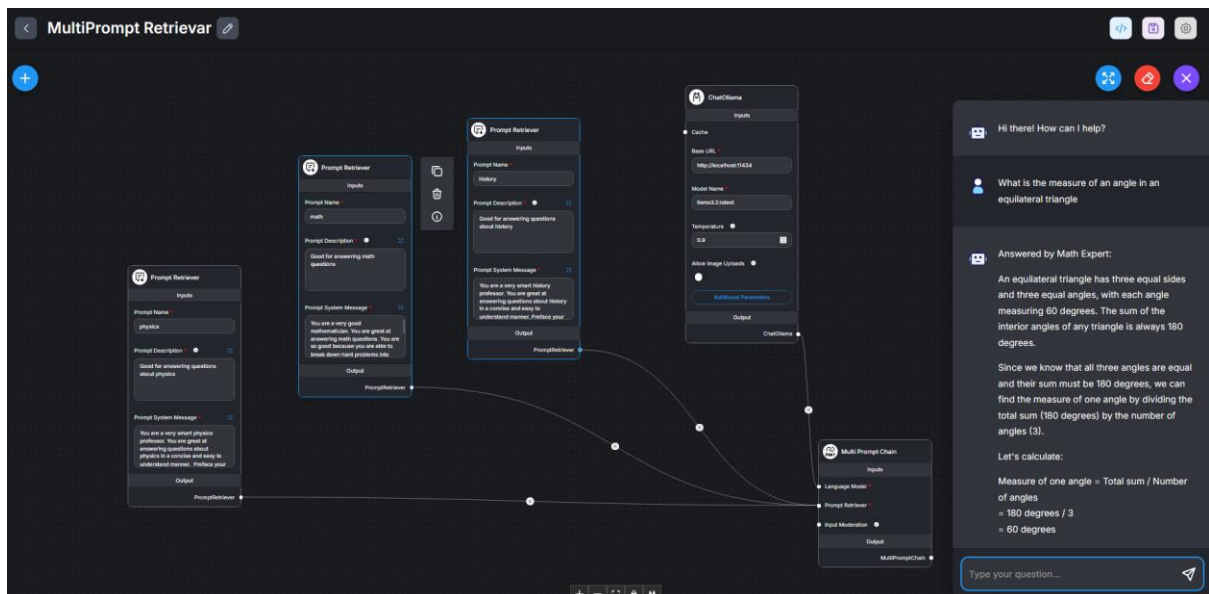 MultiPrompt Retrievar
Prompt Retriever
Inputs
Prompt Name *
physics
Prompt Description *
Good for answering questions
about physics
Prompt System Message *
You are a very smart physics
professor. You are great at
answering questions about
physics in a concise and easy to
understand manner. Preface your
Output
PromptRetriever
Prompt Retriever
Inputs
Prompt Name *
math
Prompt Description *
Good for answering math
questions
Prompt System Message *
You are a very good
mathematician. You are great at
answering math questions. You are
so good because you are able to
break down hard problems into
Output
PromptRetriever
Prompt Retriever
Inputs
Prompt Name *
history
Prompt Description *
Good for answering questions
about history
Prompt System Message *
You are a very smart history
professor. You are great at
answering questions about history
in a concise and easy to
understand manner. Preface your
Output
PromptRetriever
ChatOllama
Inputs
Cache
Base URL *
http://localhost:11434
Model Name *
llama3.2:latest
Temperature
0.9
Allow Image Uploads
Additional Parameters
Output
ChatOllama
Multi Prompt Chain
Inputs
Language Model *
Prompt Retriever *
Input Moderation
Output
MultiPromptChain
Hi there! How can I help?
What is the measure of an angle in an
equilateral triangle
Answered by Math Expert:
An equilateral triangle has three equal sides
and three equal angles, with each angle
measuring 60 degrees. The sum of the
interior angles of any triangle is always 180
degrees.
Since we know that all three angles are equal
and their sum must be 180 degrees, we can
find the measure of one angle by dividing the
total sum (180 degrees) by the number of
angles (3).
Let's calculate:
Measure of one angle = Total sum / Number
of angles
= 180 degrees / 3
= 60 degrees
Type your question...